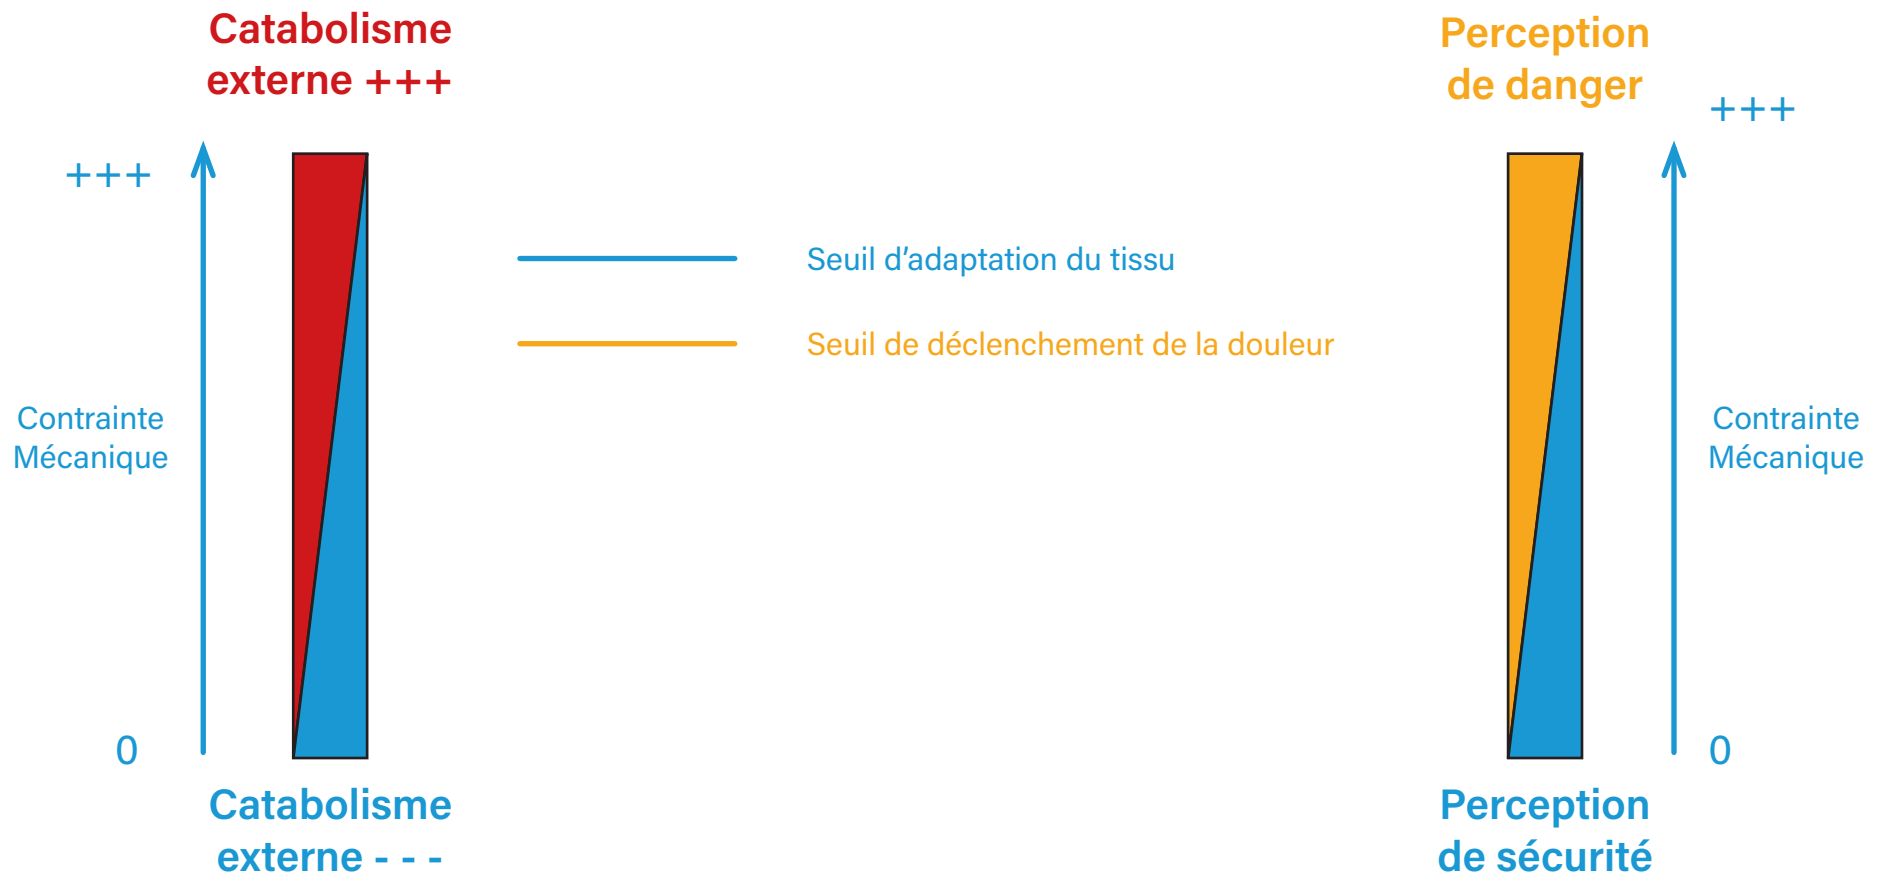 Catabolisme
externe +++
Perception
de danger
+++
+++
Seuil d’adaptation du tissu
Seuil de déclenchement de la douleur
Contrainte
Mécanique
Contrainte
Mécanique
0
0
Catabolisme
externe - - -
Perception
de sécurité